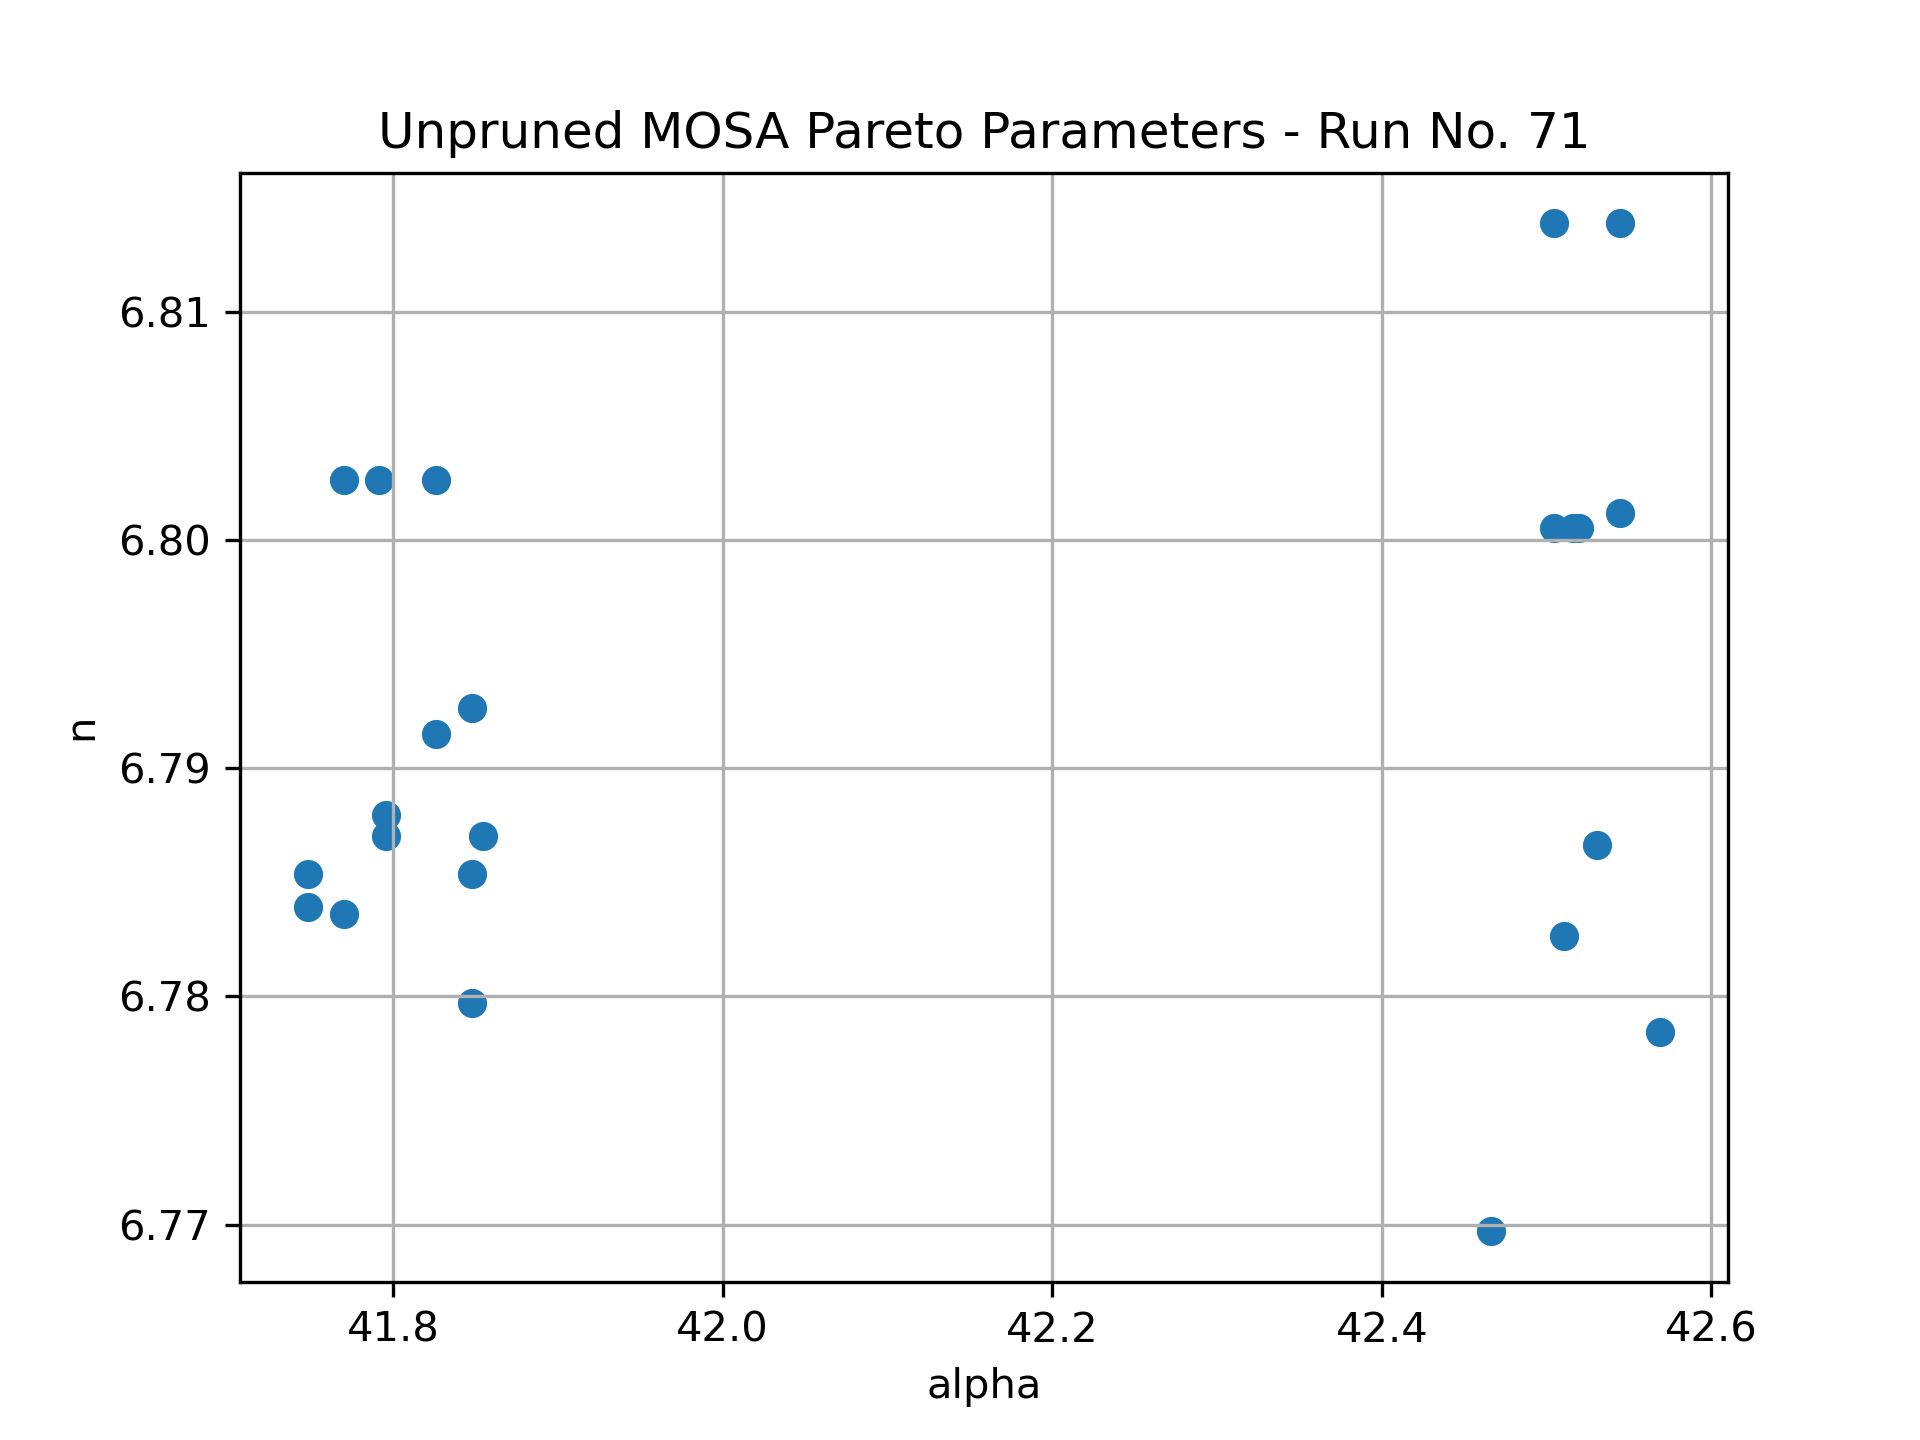 Unpruned MOSA Pareto Parameters - Run No. 71
6.81
6.80
6.79
n
6.78
6.77
41.8 42.0 42.2 42.4 42.6
alpha